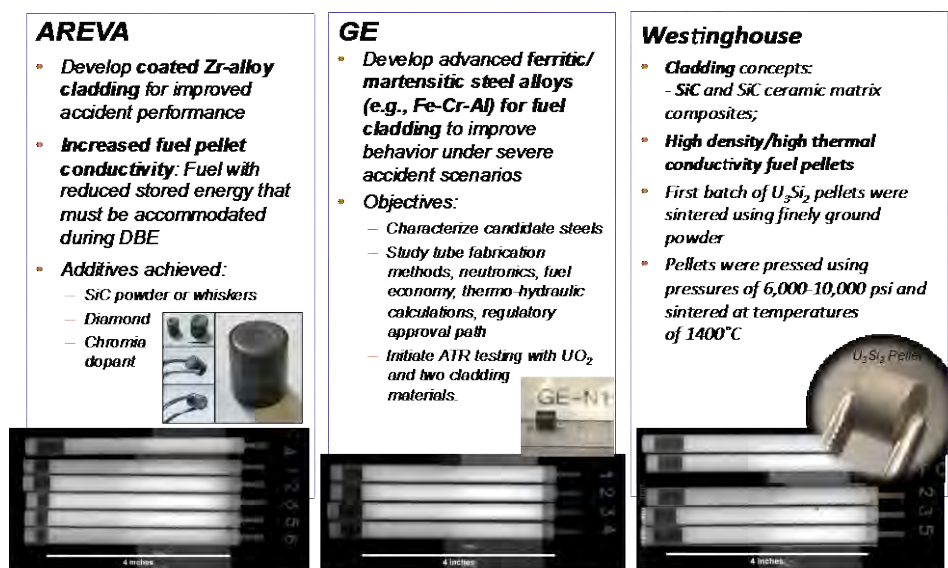 AREVA
• Develop coated Zr-alloy
cladding for improved
accident performance
• Increased fuel pellet
conductivity: Fuel with
reduced stored energy that
must be accommodated
during DBE
• Additives achieved:
– SiC powder or whiskers
– Diamond
– Chromia
dopant
4 inches
GE
• Develop advanced ferritic/
martensitic steel alloys
(e.g., Fe-Cr-Al) for fuel
cladding to improve
behavior under severe
accident scenarios
• Objectives:
– Characterize candidate steels
– Study tube fabrication
methods, neutronics, fuel
economy, thermo-hydraulic
calculations, regulatory
approval path
– Initiate ATR testing with UO₂
and two cladding
materials.
GE-N1
1
2
3
4
4 inches
Westinghouse
• Cladding concepts:
- SiC and SiC ceramic matrix
composites;
• High density/high thermal
conductivity fuel pellets
• First batch of U₃Si₂ pellets were
sintered using finely ground
powder
• Pellets were pressed using
pressures of 6,000-10,000 psi and
sintered at temperatures
of 1400°C
U₃Si₂ Pellet
2
3
5
4 inches